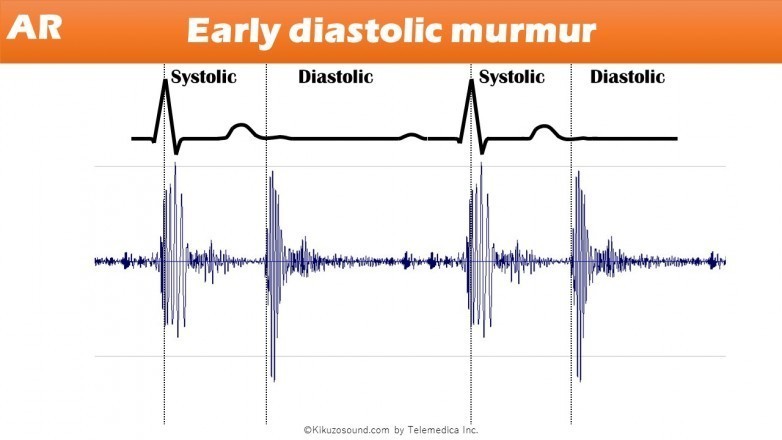 AR
Early diastolic murmur
Systolic Diastolic Systolic Diastolic
©Kikuzosound.com by Telemedica Inc.